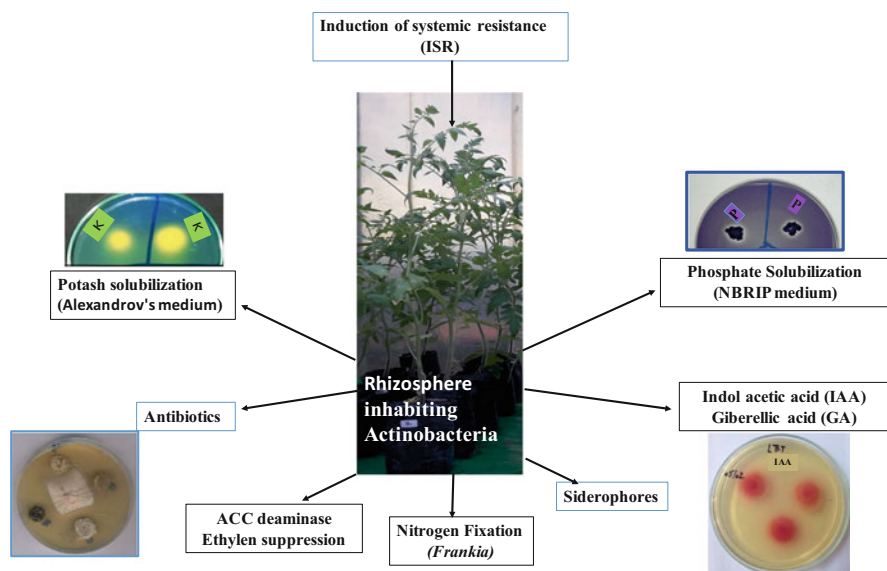 Induction of systemic resistance
(ISR)
K
K
Potash solubilization
(Alexandrov's medium)
P
P
Phosphate Solubilization
(NBRIP medium)
Rhizosphere
inhabiting
Actinobacteria
Antibiotics
Indol acetic acid (IAA)
Giberellic acid (GA)
IAA
Siderophores
ACC deaminase
Ethylen suppression
Nitrogen Fixation
(Frankia)